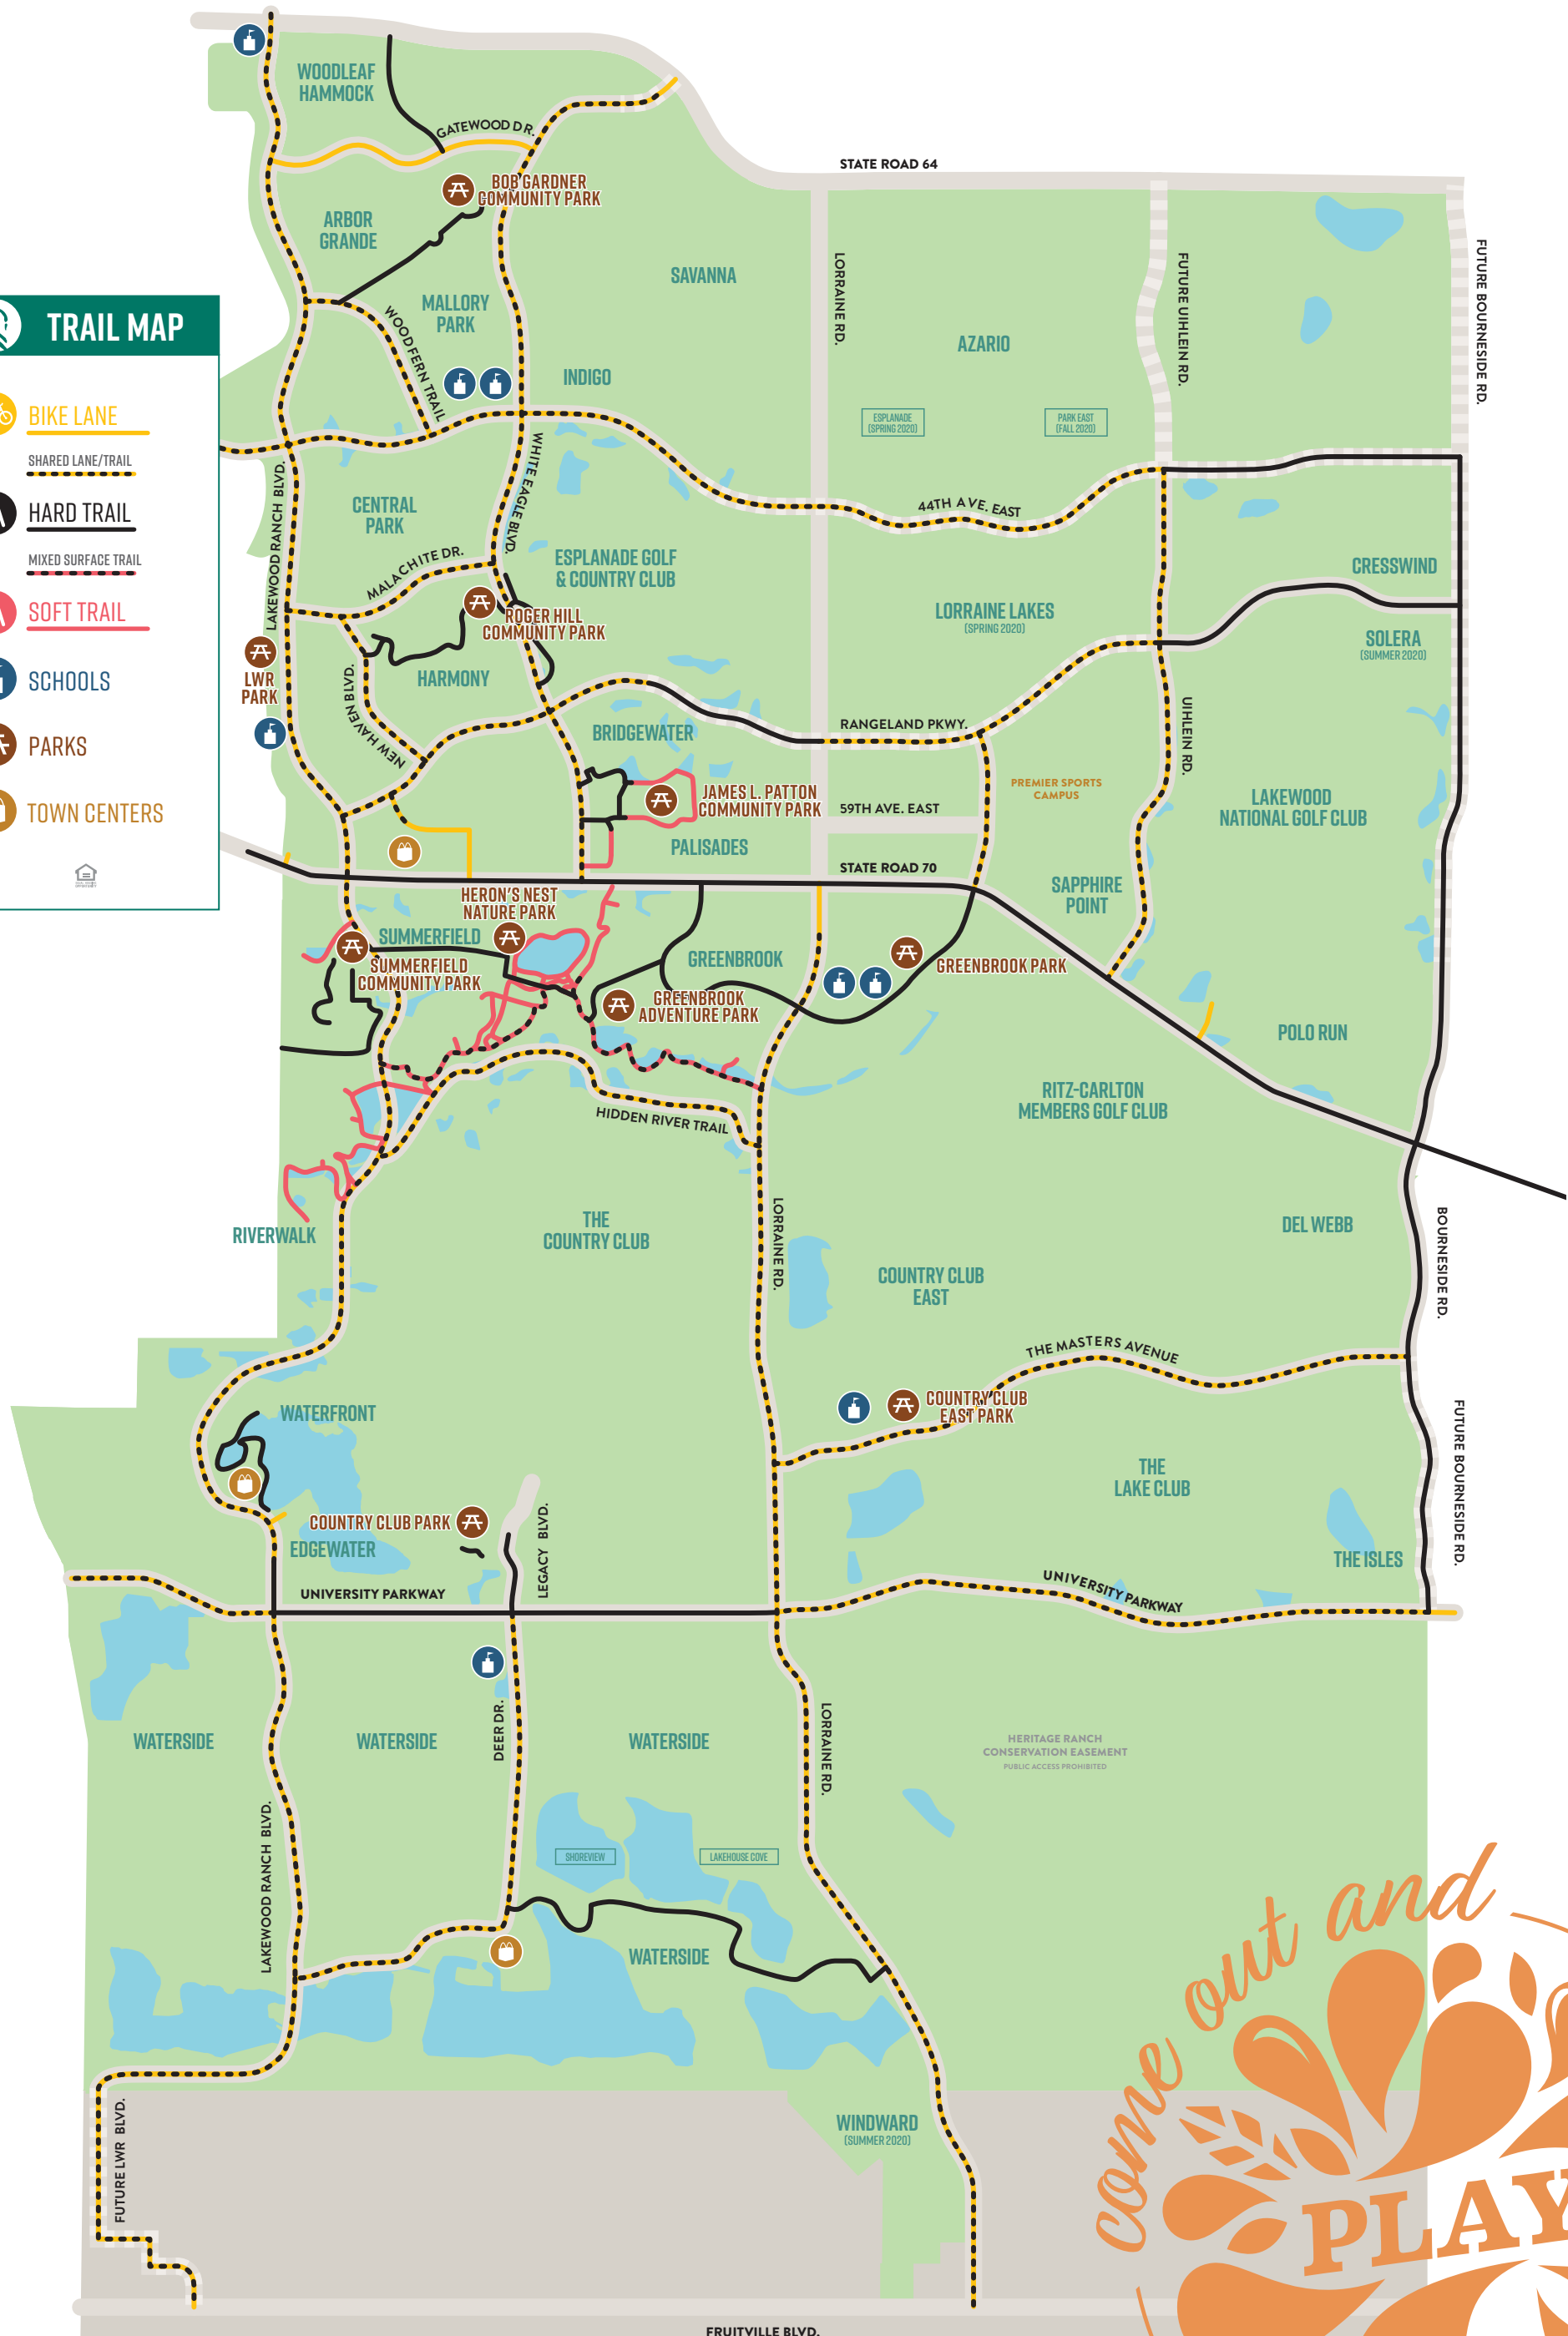 WOODLEAF
HAMMOCK
GATEWOOD DR.
STATE ROAD 64
BOB GARDNER
COMMUNITY PARK
ARBOR
GRANDE
SAVANNA
LORRAINE RD.
FUTURE UIHLEIN RD.
FUTURE BOURNESIDE RD.
MALLORY
PARK
WOODFERN TRAIL
TRAIL MAP
AZARIO
INDIGO
BIKE LANE
SHARED LANE/TRAIL
HARD TRAIL
MIXED SURFACE TRAIL
SOFT TRAIL
SCHOOLS
PARKS
TOWN CENTERS
ESPLANADE
(SPRING 2020)
PARK EAST
(FALL 2020)
LAKEWOOD RANCH BLVD.
WHITE EAGLE BLVD.
CENTRAL
PARK
44TH AVE. EAST
MALACHITE DR.
ESPLANADE GOLF
& COUNTRY CLUB
CRESSWIND
LORRAINE LAKES
(SPRING 2020)
ROGER HILL
COMMUNITY PARK
SOLERA
(SUMMER 2020)
LWR
PARK
HARMONY
NEW HAVEN BLVD.
BRIDGEWATER
RANGELAND PKWY.
UIHLEIN RD.
PREMIER SPORTS
CAMPUS
JAMES L. PATTON
COMMUNITY PARK
59TH AVE. EAST
LAKEWOOD
NATIONAL GOLF CLUB
PALISADES
STATE ROAD 70
HERON'S NEST
NATURE PARK
SAPPHIRE
POINT
SUMMERFIELD
SUMMERFIELD
COMMUNITY PARK
GREENBROOK
GREENBROOK PARK
GREENBROOK
ADVENTURE PARK
POLO RUN
RITZ-CARLTON
MEMBERS GOLF CLUB
HIDDEN RIVER TRAIL
RIVERWALK
THE
COUNTRY CLUB
LORRAINE RD.
DEL WEBB
BOURNESIDE RD.
COUNTRY CLUB
EAST
THE MASTERS AVENUE
COUNTRY CLUB
EAST PARK
WATERFRONT
FUTURE BOURNESIDE RD.
THE
LAKE CLUB
COUNTRY CLUB PARK
LEGACY BLVD.
EDGEWATER
THE ISLES
UNIVERSITY PARKWAY
UNIVERSITY PARKWAY
WATERSIDE
WATERSIDE
DEER DR.
WATERSIDE
LORRAINE RD.
HERITAGE RANCH
CONSERVATION EASEMENT
PUBLIC ACCESS PROHIBITED
LAKEWOOD RANCH BLVD.
SHOREVIEW
LAKEHOUSE COVE
WATERSIDE
come out and
PLAY
WINDWARD
(SUMMER 2020)
FUTURE LWR BLVD.
FRUITVILLE BLVD.